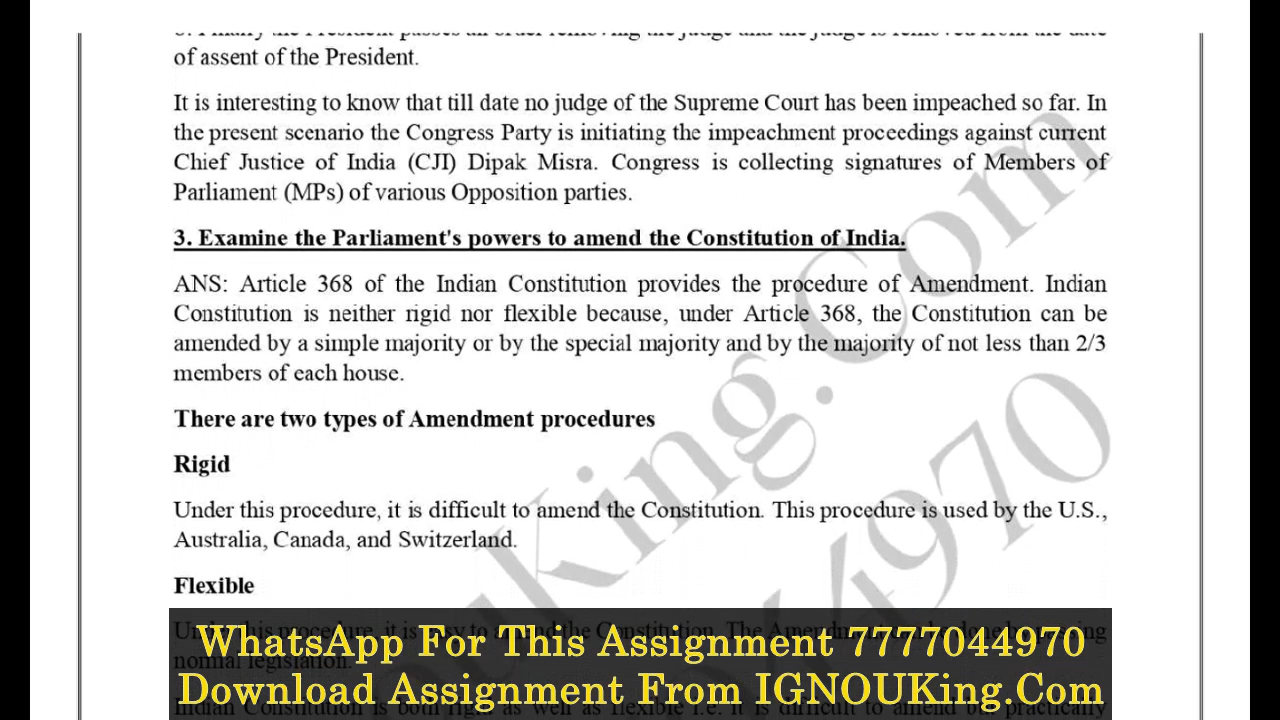 of assent of the President.
It is interesting to know that till date no judge of the Supreme Court has been impeached so far. In
the present scenario the Congress Party is initiating the impeachment proceedings against current
Chief Justice of India (CJI) Dipak Misra. Congress is collecting signatures of Members of
Parliament (MPs) of various Opposition parties.
3. Examine the Parliament's powers to amend the Constitution of India.
ANS: Article 368 of the Indian Constitution provides the procedure of Amendment. Indian
Constitution is neither rigid nor flexible because, under Article 368, the Constitution can be
amended by a simple majority or by the special majority and by the majority of not less than 2/3
members of each house.
There are two types of Amendment procedures
Rigid
Under this procedure, it is difficult to amend the Constitution. This procedure is used by the U.S.,
Australia, Canada, and Switzerland.
Flexible
WhatsApp For This Assignment 7777044970
Download Assignment From IGNOUKing.Com